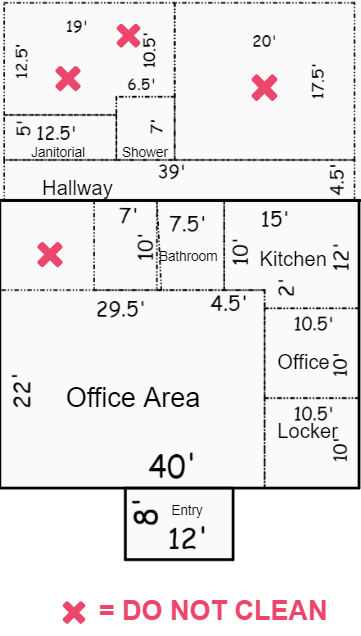 19'
20'
12.5'
10.5'
17.5'
6.5'
5'
12.5'
7'
Janitorial
Shower
39'
4.5'
Hallway
7'
7.5'
15'
10'
Bathroom
10'
Kitchen
12'
2'
29.5'
4.5'
10.5'
Office
10'
22'
Office Area
10.5'
Locker
10'
40'
8'
Entry
12'
= DO NOT CLEAN